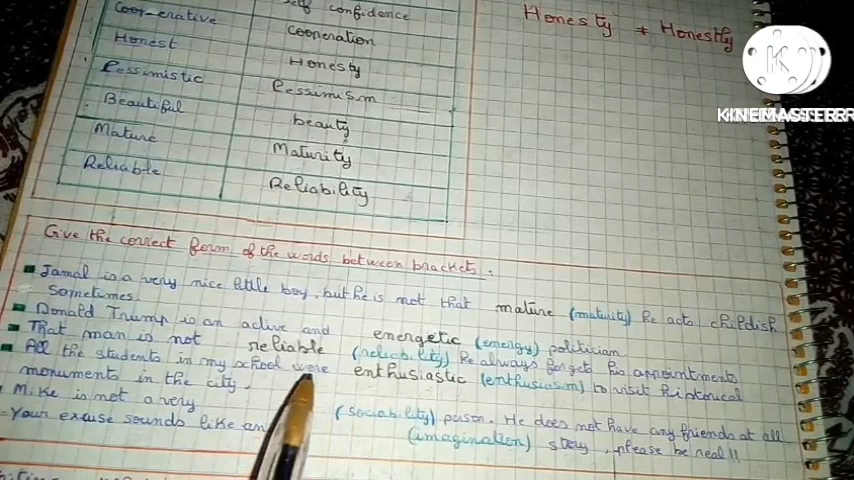 Cooperative self confidence
Honest cooperation
Pessimistic Honesty
Beautiful Pessimism
Mature beauty
Reliable Maturity
Reliability
Honesty ≠ Honestly
K
KINEMASTER
Give the correct form of the words between brackets.
Jamal is a very nice little boy, but he is not that mature (maturity) he acts childish
sometimes.
Donald Trump is an active and energetic (energy) politician
That man is not reliable (reliability) he always forgets his appointments
All the students in my school were enthusiastic (enthusiasm) to visit historical
monuments in the city.
Mike is not a very (sociability) person. He does not have any friends at all
Your excuse sounds like an (imagination) story, please be real!!